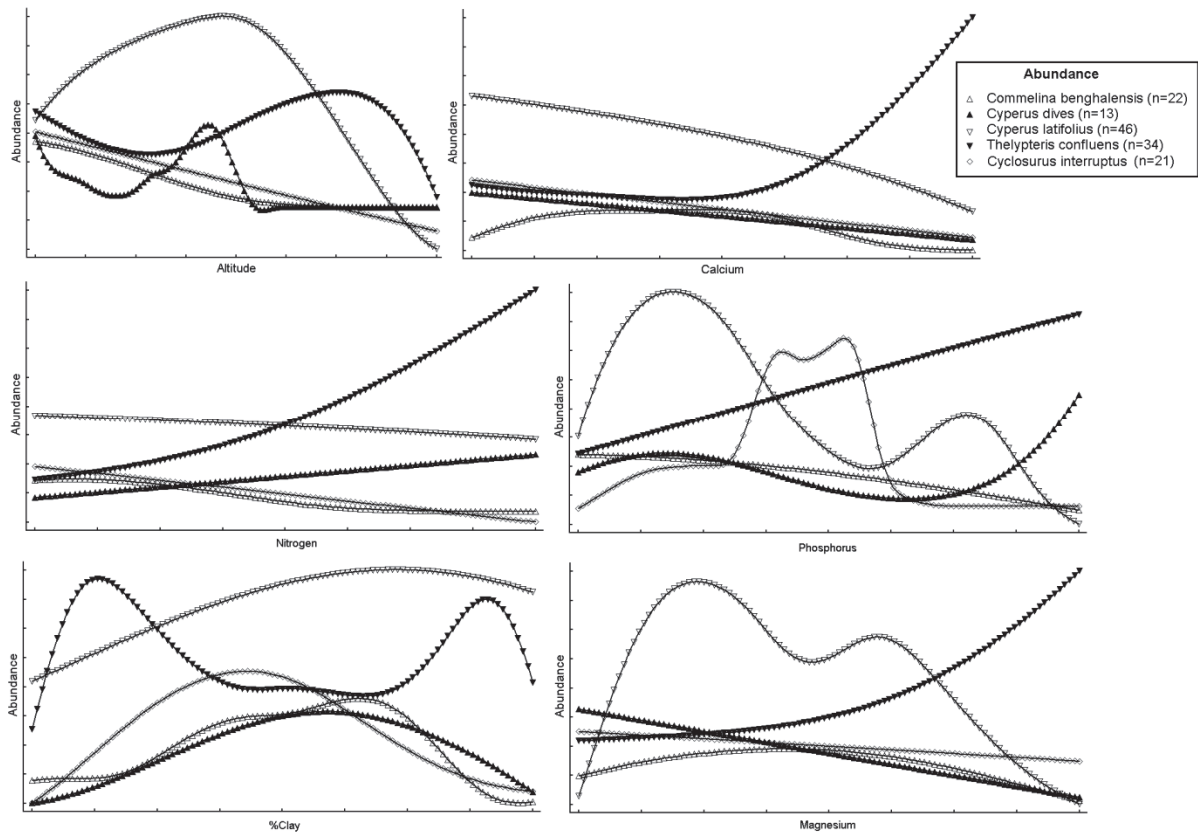 Abundance
Altitude
Abundance
Calcium
Abundance
Commelina benghalensis (n=22)
Cyperus dives (n=13)
Cyperus latifolius (n=46)
Thelypteris confluens (n=34)
Cyclosurus interruptus (n=21)
Abundance
Nitrogen
Abundance
Phosphorus
Abundance
%Clay
Abundance
Magnesium